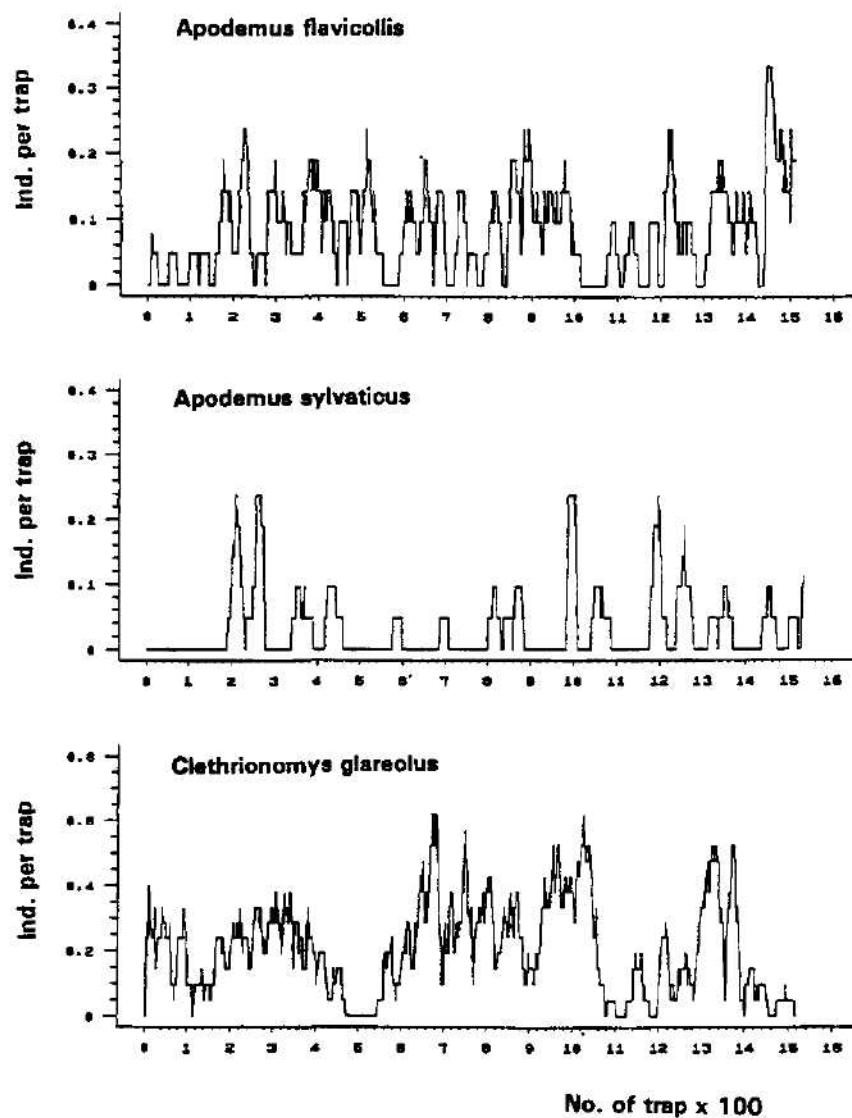 Apodemus flavicollis
Ind. per trap
0.4
0.3
0.2
0.1
0
0 1 2 3 4 5 6 7 8 9 10 11 12 13 14 15 16
Apodemus sylvaticus
Ind. per trap
0.4
0.3
0.2
0.1
0
0 1 2 3 4 5 6 7 8 9 10 11 12 13 14 15 16
Clethrionomys glareolus
Ind. per trap
0.8
0.6
0.4
0.2
0
0 1 2 3 4 5 6 7 8 9 10 11 12 13 14 15 16
No. of trap x 100